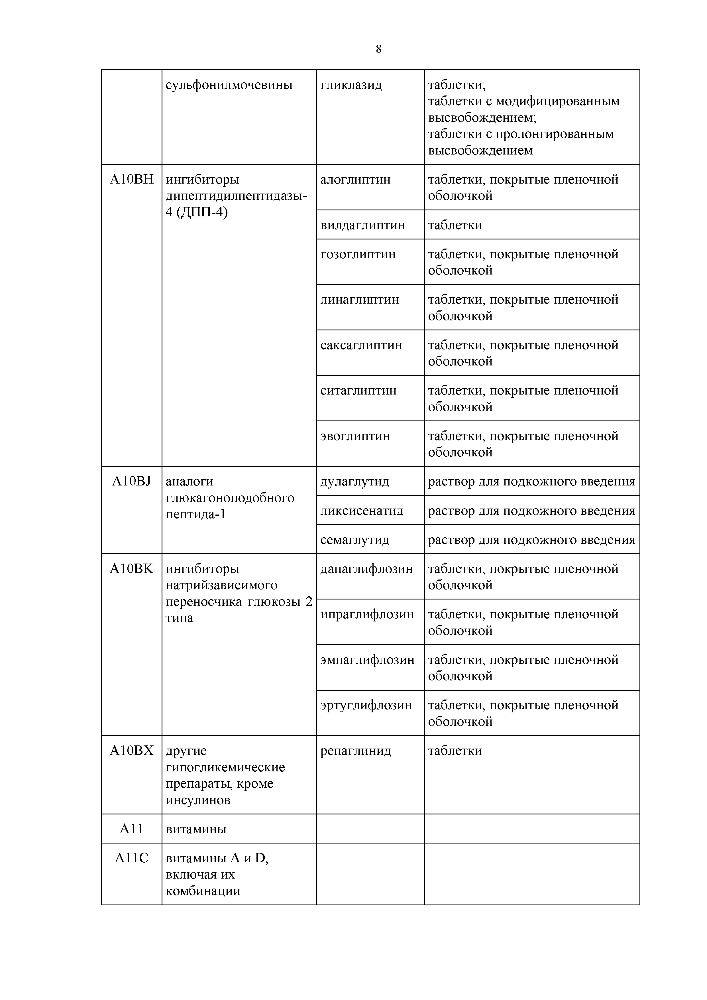 8
сульфонилмочевины
гликлазид
таблетки;
таблетки с модифицированным
высвобождением;
таблетки с пролонгированным
высвобождением
A10BH
ингибиторы
дипептидилпептидазы-
4 (ДПП-4)
алоглиптин
таблетки, покрытые пленочной
оболочкой
вилдаглиптин
таблетки
гозоглиптин
таблетки, покрытые пленочной
оболочкой
линаглиптин
таблетки, покрытые пленочной
оболочкой
саксаглиптин
таблетки, покрытые пленочной
оболочкой
ситаглиптин
таблетки, покрытые пленочной
оболочкой
эвоглиптин
таблетки, покрытые пленочной
оболочкой
A10BJ
аналоги
глюкагоноподобного
пептида-1
дулаглутид
раствор для подкожного введения
ликсисенатид
раствор для подкожного введения
семаглутид
раствор для подкожного введения
A10BK
ингибиторы
натрийзависимого
переносчика глюкозы 2
типа
дапаглифлозин
таблетки, покрытые пленочной
оболочкой
ипраглифлозин
таблетки, покрытые пленочной
оболочкой
эмпаглифлозин
таблетки, покрытые пленочной
оболочкой
эртуглифлозин
таблетки, покрытые пленочной
оболочкой
A10BX
другие
гипогликемические
препараты, кроме
инсулинов
репаглинид
таблетки
A11
витамины
A11C
витамины A и D,
включая их
комбинации